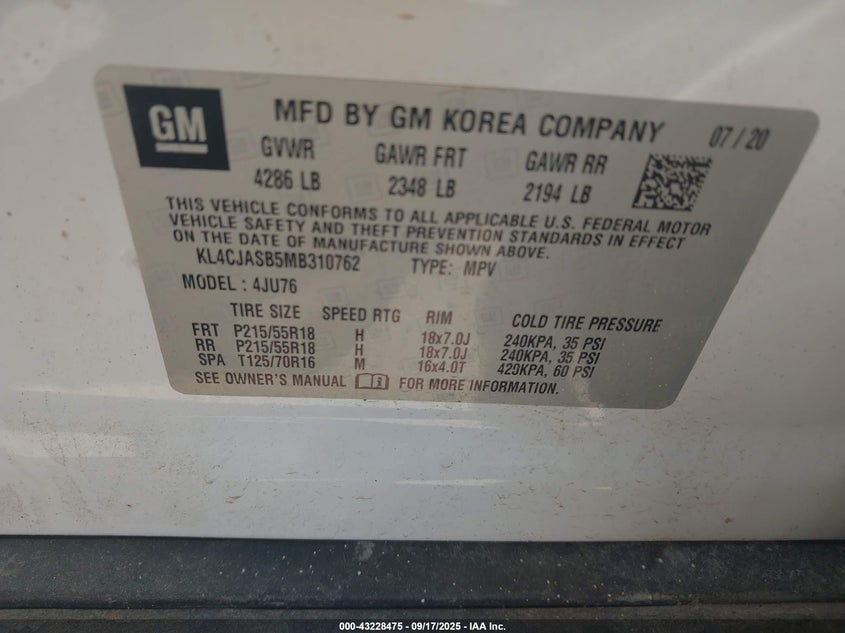 GM
MFD BY GM KOREA COMPANY 07/20
GVWR GAWR FRT GAWR RR
4286 LB 2348 LB 2194 LB
THIS VEHICLE CONFORMS TO ALL APPLICABLE U.S. FEDERAL MOTOR
VEHICLE SAFETY AND THEFT PREVENTION STANDARDS IN EFFECT
ON THE DATE OF MANUFACTURE SHOWN ABOVE.
KL4CJASB5MB310762 TYPE: MPV
MODEL : 4JU76
TIRE SIZE SPEED RTG RIM COLD TIRE PRESSURE
FRT P215/55R18 H 18x7.0J 240KPA, 35 PSI
RR P215/55R18 H 18x7.0J 240KPA, 35 PSI
SPA T125/70R16 M 16x4.0T 420KPA, 60 PSI
SEE OWNER'S MANUAL FOR MORE INFORMATION.
000-43228475 - 09/17/2025 - IAA Inc.